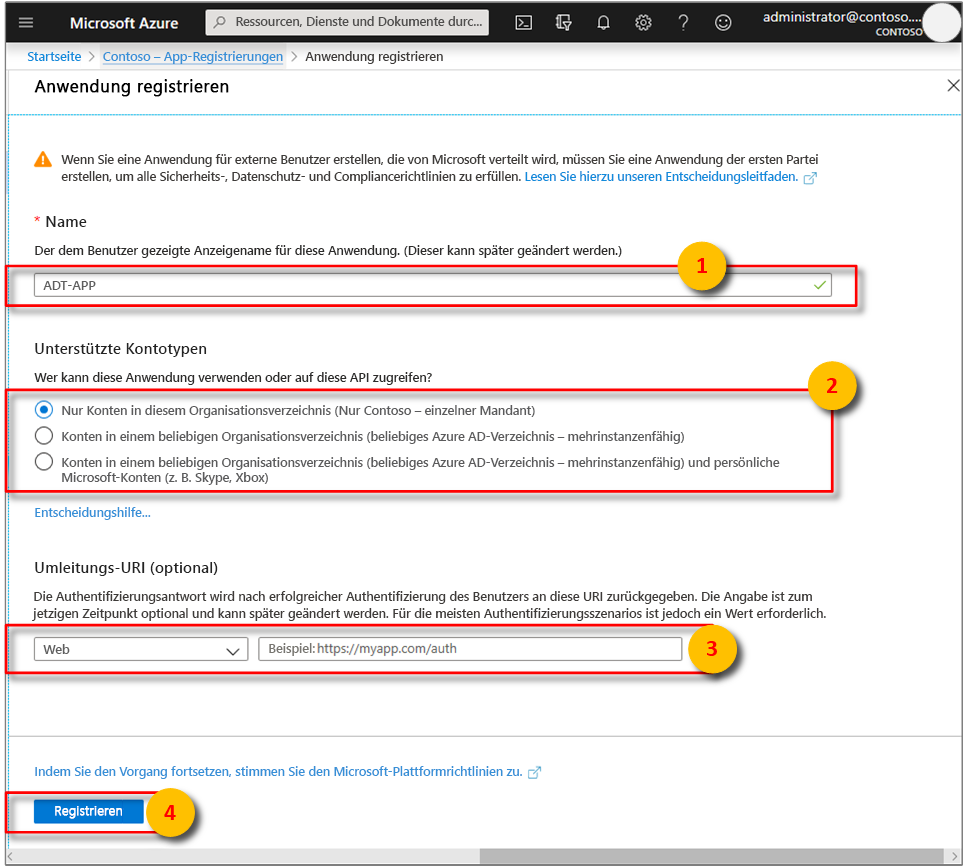 Microsoft Azure
Ressourcen, Dienste und Dokumente durc...
administrator@contoso....
CONTOSO
Startseite > Contoso – App-Registrierungen > Anwendung registrieren
Anwendung registrieren
Wenn Sie eine Anwendung für externe Benutzer erstellen, die von Microsoft verteilt wird, müssen Sie eine Anwendung der ersten Partei
erstellen, um alle Sicherheits-, Datenschutz- und Compliancerichtlinien zu erfüllen. Lesen Sie hierzu unseren Entscheidungsleitfaden.
* Name
Der dem Benutzer gezeigte Anzeigename für diese Anwendung. (Dieser kann später geändert werden.)
1
ADT-APP
Unterstützte Kontotypen
Wer kann diese Anwendung verwenden oder auf diese API zugreifen?
2
Nur Konten in diesem Organisationsverzeichnis (Nur Contoso – einzelner Mandant)
Konten in einem beliebigen Organisationsverzeichnis (beliebiges Azure AD-Verzeichnis – mehrinstanzenfähig)
Konten in einem beliebigen Organisationsverzeichnis (beliebiges Azure AD-Verzeichnis – mehrinstanzenfähig) und persönliche
Microsoft-Konten (z. B. Skype, Xbox)
Entscheidungshilfe...
Umleitungs-URI (optional)
Die Authentifizierungsantwort wird nach erfolgreicher Authentifizierung des Benutzers an diese URI zurückgegeben. Die Angabe ist zum
jetzigen Zeitpunkt optional und kann später geändert werden. Für die meisten Authentifizierungsszenarios ist jedoch ein Wert erforderlich.
Web
Beispiel: https://myapp.com/auth
3
Indem Sie den Vorgang fortsetzen, stimmen Sie den Microsoft-Plattformrichtlinien zu.
Registrieren
4